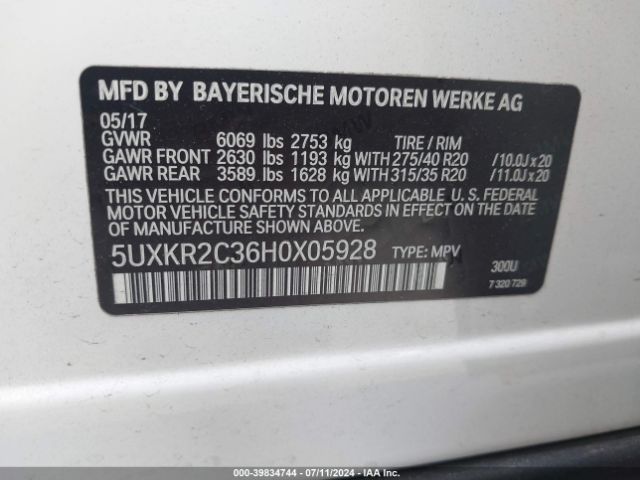 MFD BY BAYERISCHE MOTOREN WERKE AG
05/17
GVWR 6069 lbs 2753 kg TIRE / RIM
GAWR FRONT 2630 lbs 1193 kg WITH 275/40 R20 /10.0J x 20
GAWR REAR 3589 lbs 1628 kg WITH 315/35 R20 /11.0J x 20
THIS VEHICLE CONFORMS TO ALL APPLICABLE U. S. FEDERAL
MOTOR VEHICLE SAFETY STANDARDS IN EFFECT ON THE DATE
OF MANUFACTURE SHOWN ABOVE.
5UXKR2C36H0X05928 TYPE: MPV
300U
7 320 729
000-39834744 / 07/11/2024 - IAA Inc.